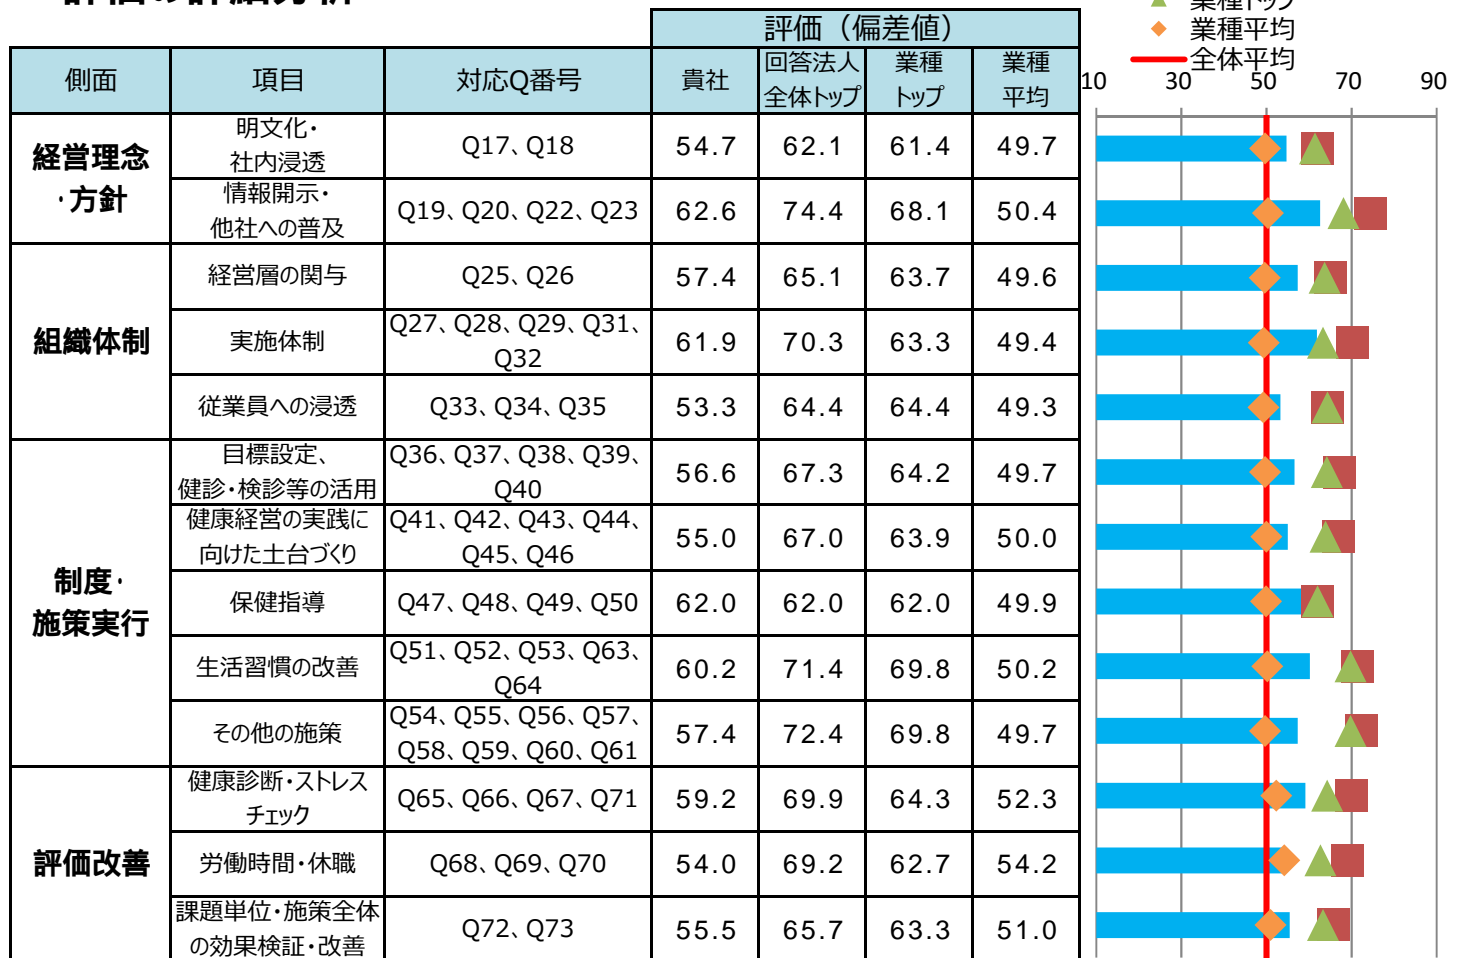 評価の詳細分析
業種トップ
業種平均
全体平均
評価（偏差値）
側面 項目 対応Q番号 貴社 回答法人 業種 業種
全体トップ トップ 平均
10 30 50 70 90
経営理念
・方針
明文化・
社内浸透
Q17、Q18 54.7 62.1 61.4 49.7
情報開示・
他社への普及
Q19、Q20、Q22、Q23 62.6 74.4 68.1 50.4
組織体制
経営層の関与 Q25、Q26 57.4 65.1 63.7 49.6
実施体制
Q27、Q28、Q29、Q31、
Q32
61.9 70.3 63.3 49.4
従業員への浸透 Q33、Q34、Q35 53.3 64.4 64.4 49.3
制度・
施策実行
目標設定、
健診・検診等の活用
Q36、Q37、Q38、Q39、
Q40
56.6 67.3 64.2 49.7
健康経営の実践に
向けた土台づくり
Q41、Q42、Q43、Q44、
Q45、Q46
55.0 67.0 63.9 50.0
保健指導 Q47、Q48、Q49、Q50 62.0 62.0 62.0 49.9
生活習慣の改善
Q51、Q52、Q53、Q63、
Q64
60.2 71.4 69.8 50.2
その他の施策
Q54、Q55、Q56、Q57、
Q58、Q59、Q60、Q61
57.4 72.4 69.8 49.7
評価改善
健康診断・ストレス
チェック
Q65、Q66、Q67、Q71 59.2 69.9 64.3 52.3
労働時間・休職 Q68、Q69、Q70 54.0 69.2 62.7 54.2
課題単位・施策全体
の効果検証・改善
Q72、Q73 55.5 65.7 63.3 51.0